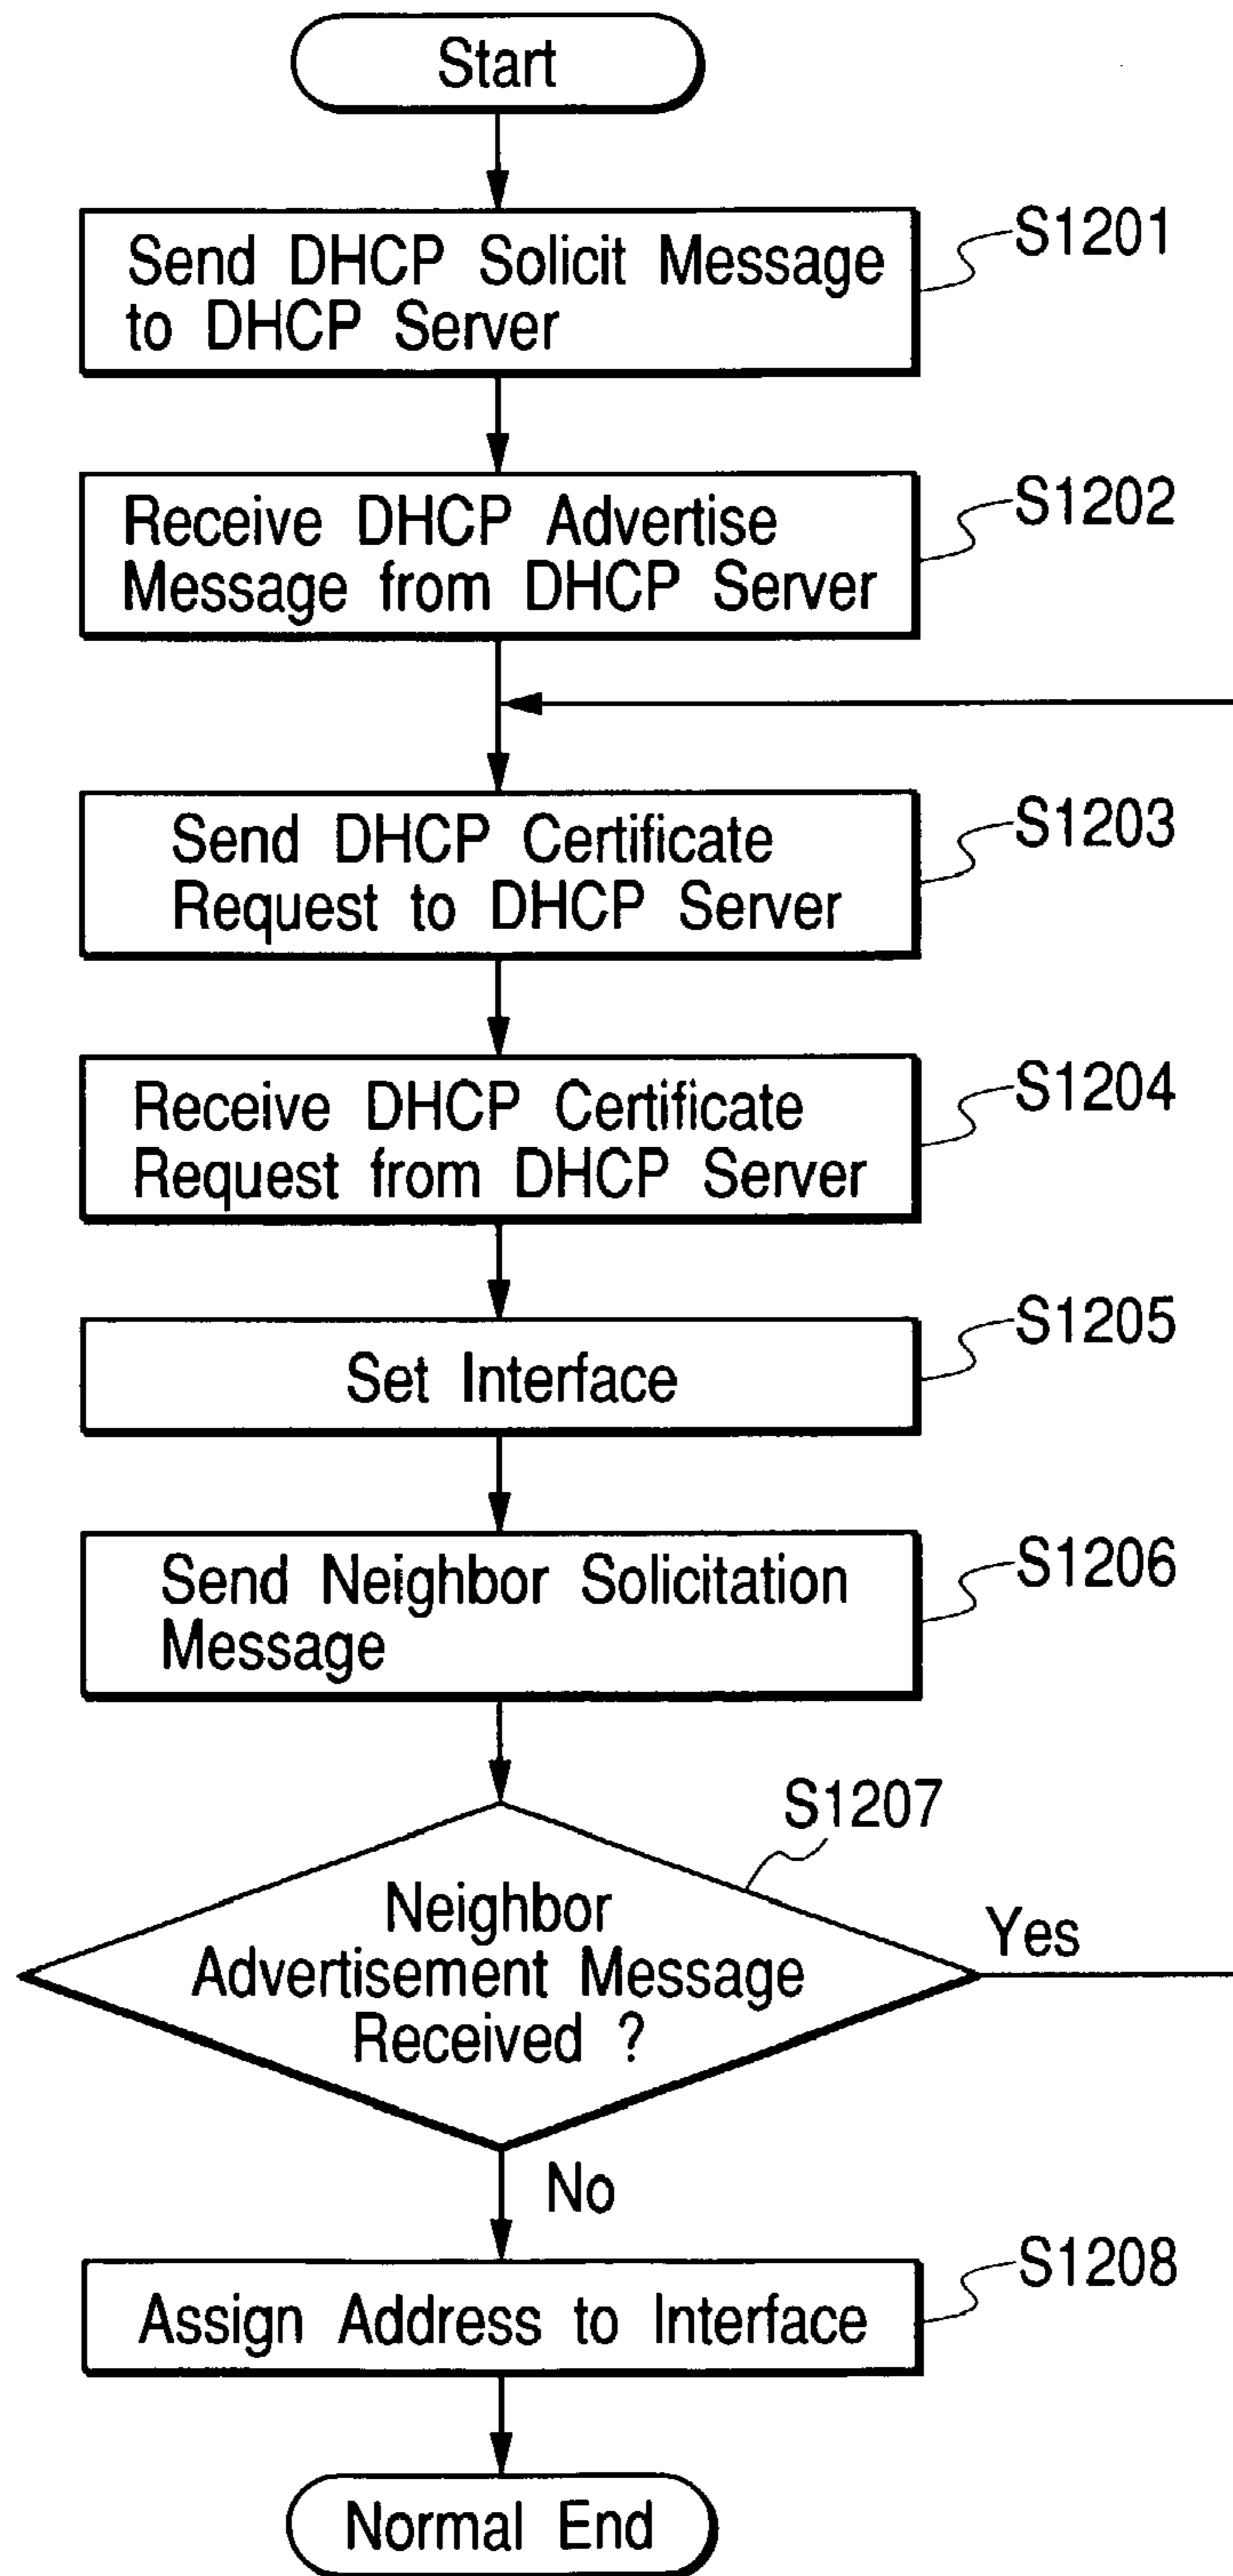 Start
Send DHCP Solicit Message
to DHCP Server
S1201
Receive DHCP Advertise
Message from DHCP Server
S1202
Send DHCP Certificate
Request to DHCP Server
S1203
Receive DHCP Certificate
Request from DHCP Server
S1204
Set Interface
S1205
Send Neighbor Solicitation
Message
S1206
S1207
Neighbor
Advertisement Message
Received ?
Yes
No
Assign Address to Interface
S1208
Normal End